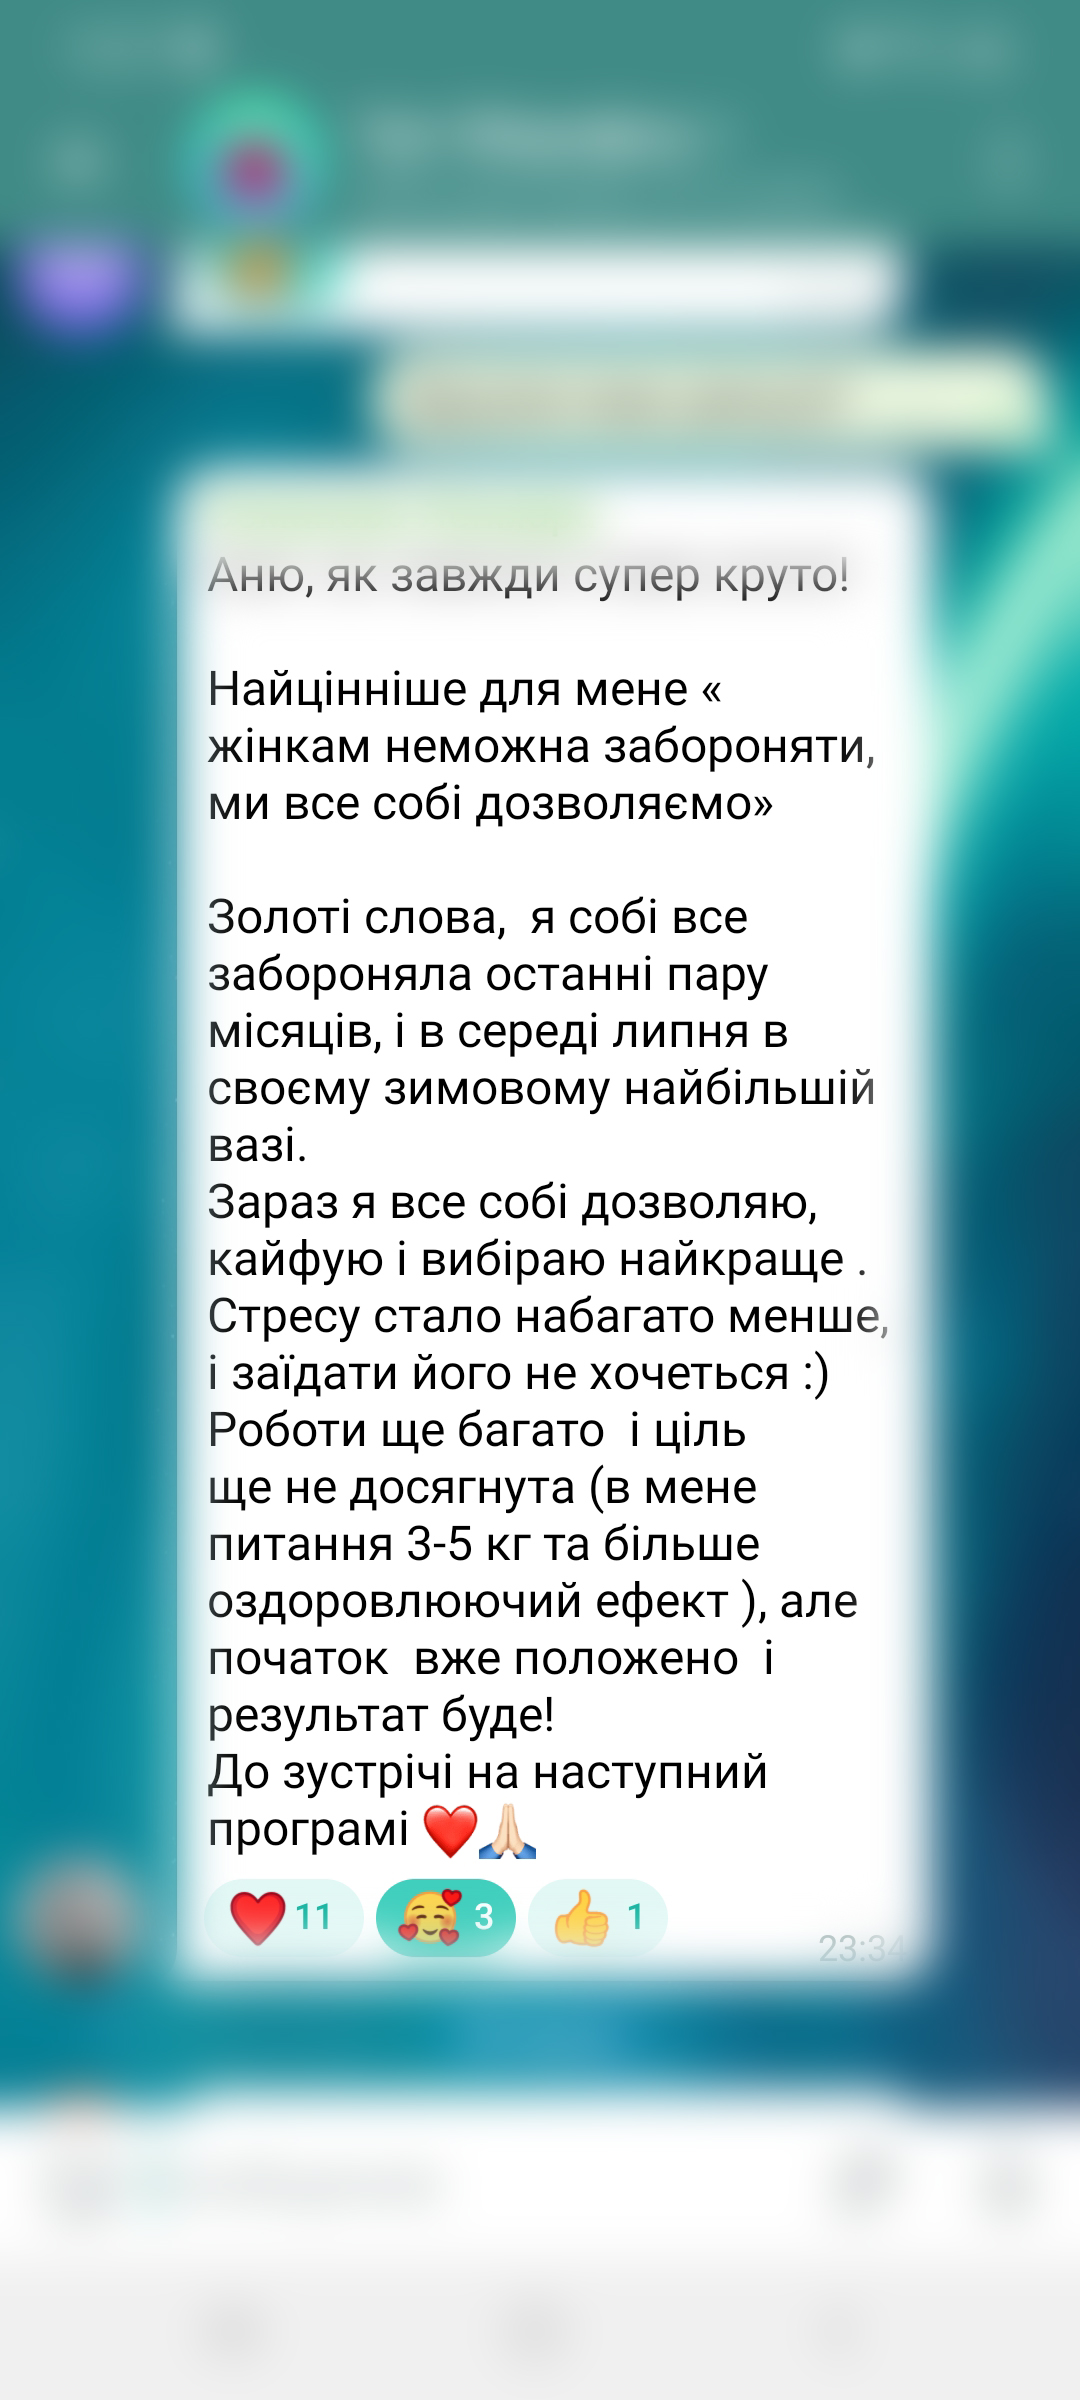 Аню, як завжди супер круто!
Найцінніше для мене «
жінкам неможна забороняти,
ми все собі дозволяємо»
Золоті слова,  я собі все
забороняла останні пару
місяців, і в середі липня в
своєму зимовому найбільшій
вазі.
Зараз я все собі дозволяю,
кайфую і вибіраю найкраще .
Стресу стало набагато менше,
і заїдати його не хочеться :)
Роботи ще багато  і ціль
ще не досягнута (в мене
питання 3-5 кг та більше
оздоровлюючий ефект ), але
початок  вже положено  і
результат буде!
До зустрічі на наступний
програмі ❤️🙏🏻
❤️ 11 🥰 3 👍 1
23:34